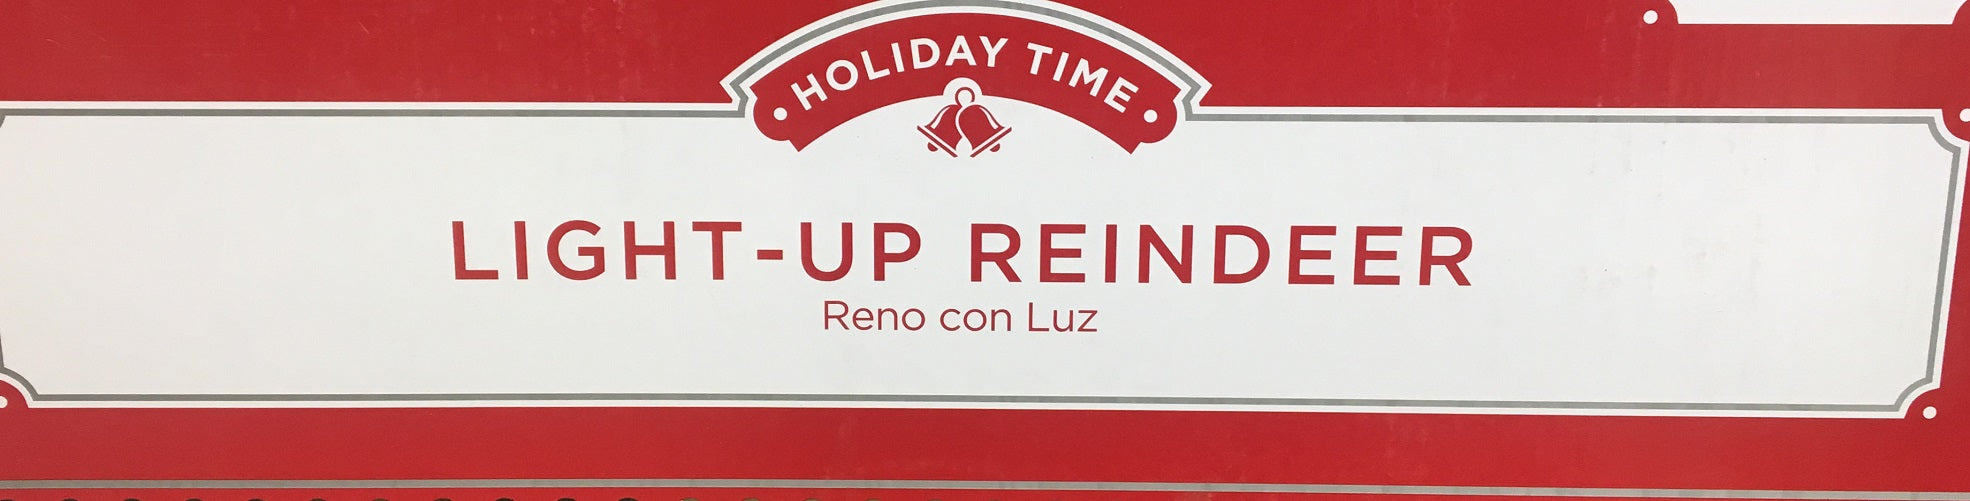 HOLIDAY TIME
LIGHT-UP REINDEER
Reno con Luz